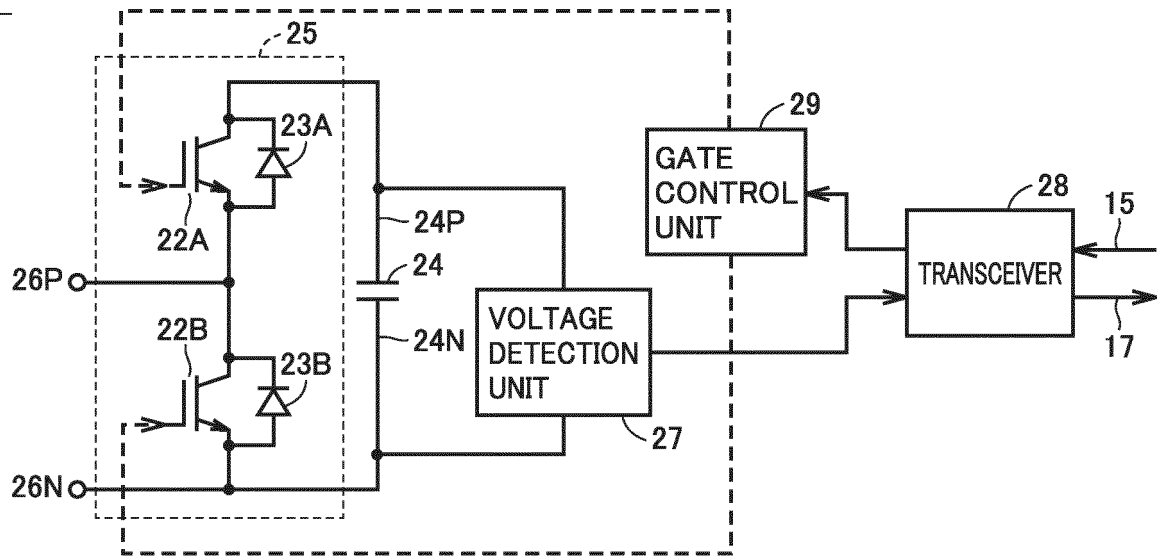 25
23A
22A
26P
24P
24
22B
24N
23B
26N
VOLTAGE
DETECTION
UNIT
27
29
GATE
CONTROL
UNIT
28
TRANSCEIVER
15
17